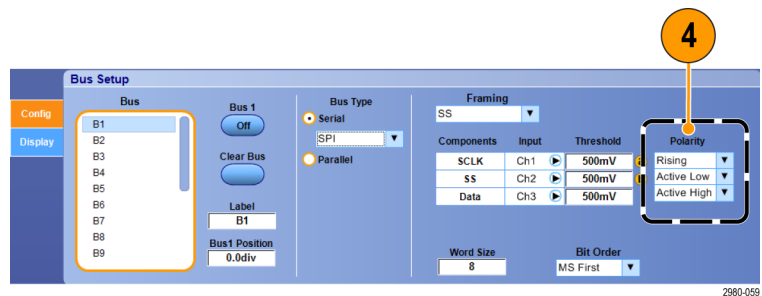 4
Bus Setup
Config
Display
Bus
B1
B2
B3
B4
B5
B6
B7
B8
B9
Bus 1
Off
Clear Bus
Label
B1
Bus1 Position
0.0div
Bus Type
Serial
SPI
Parallel
Framing
SS
Components Input Threshold Polarity
SCLK Ch1 500mV Rising
SS Ch2 500mV Active Low
Data Ch3 500mV Active High
Word Size
8
Bit Order
MS First
2980-059